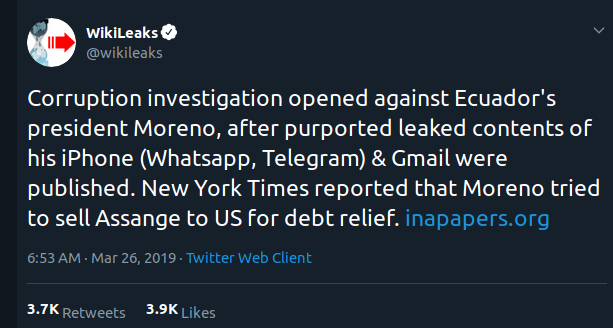 WikiLeaks
@wikileaks
Corruption investigation opened against Ecuador's
president Moreno, after purported leaked contents of
his iPhone (Whatsapp, Telegram) & Gmail were
published. New York Times reported that Moreno tried
to sell Assange to US for debt relief. inapapers.org
6:53 AM · Mar 26, 2019 · Twitter Web Client
3.7K Retweets 3.9K Likes